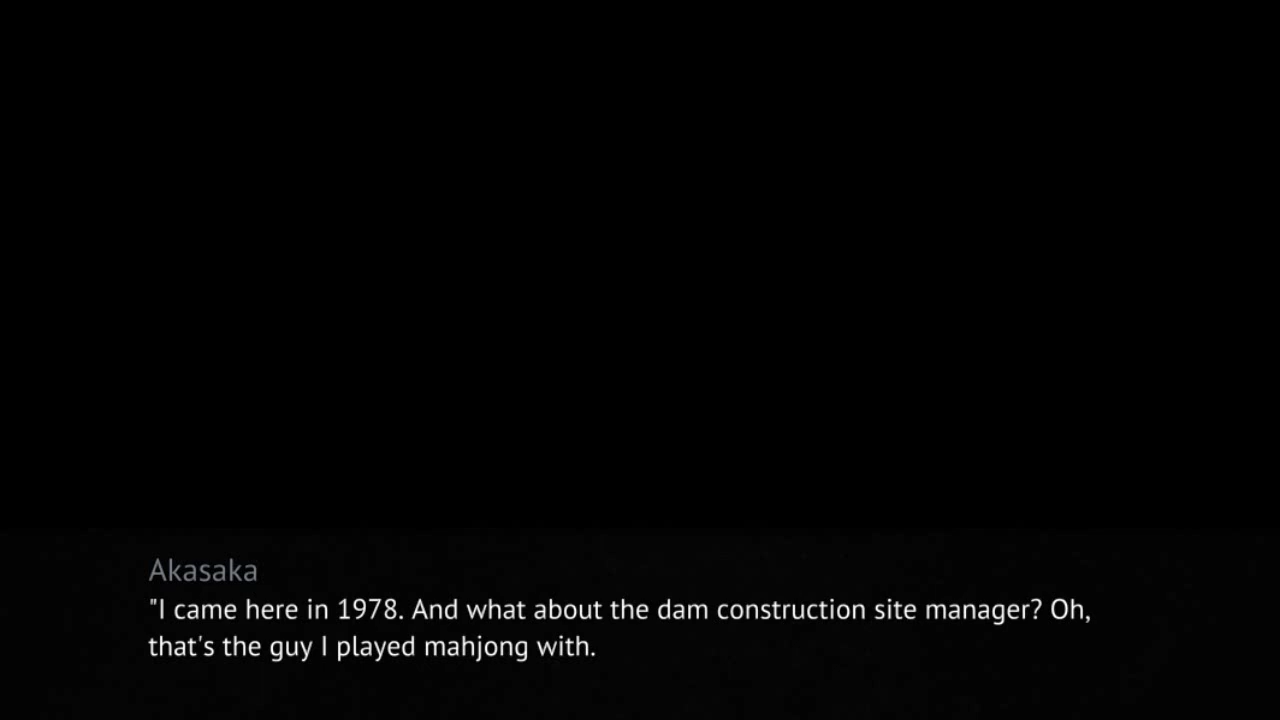 Akasaka
"I came here in 1978. And what about the dam construction site manager? Oh,
that's the guy I played mahjong with.